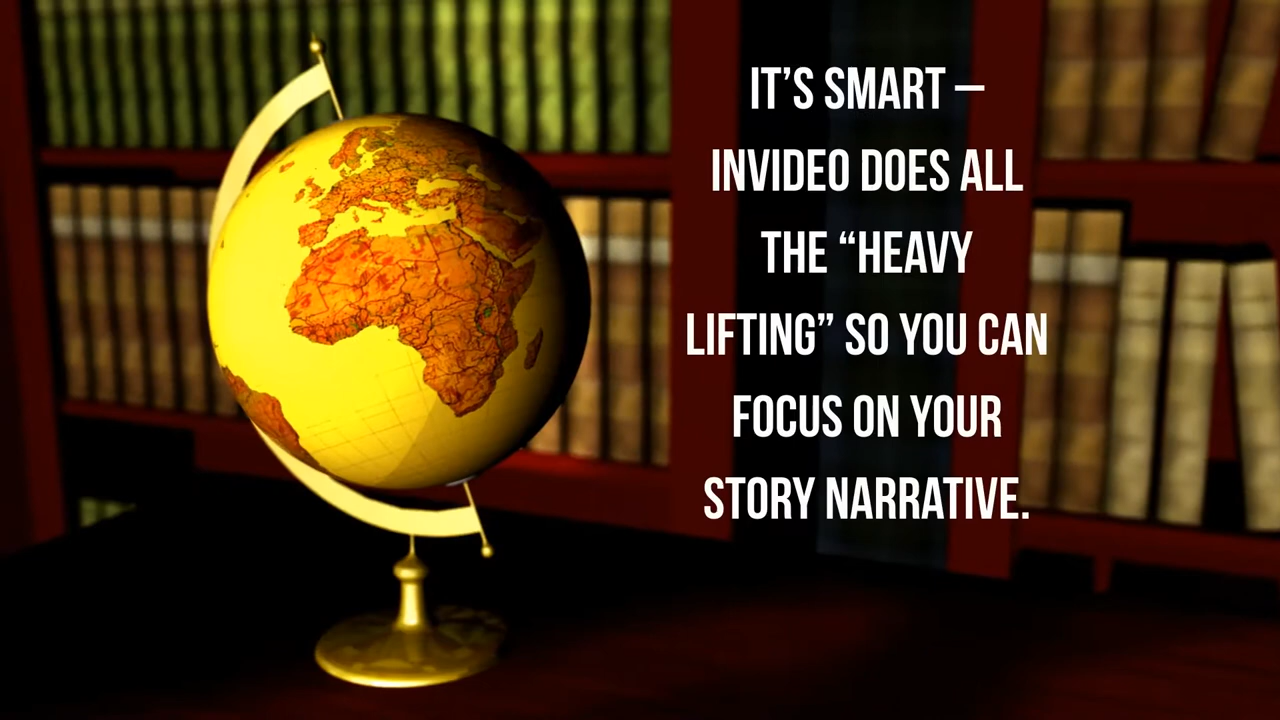 IT’S SMART –
INVIDEO DOES ALL
THE “HEAVY
LIFTING” SO YOU CAN
FOCUS ON YOUR
STORY NARRATIVE.